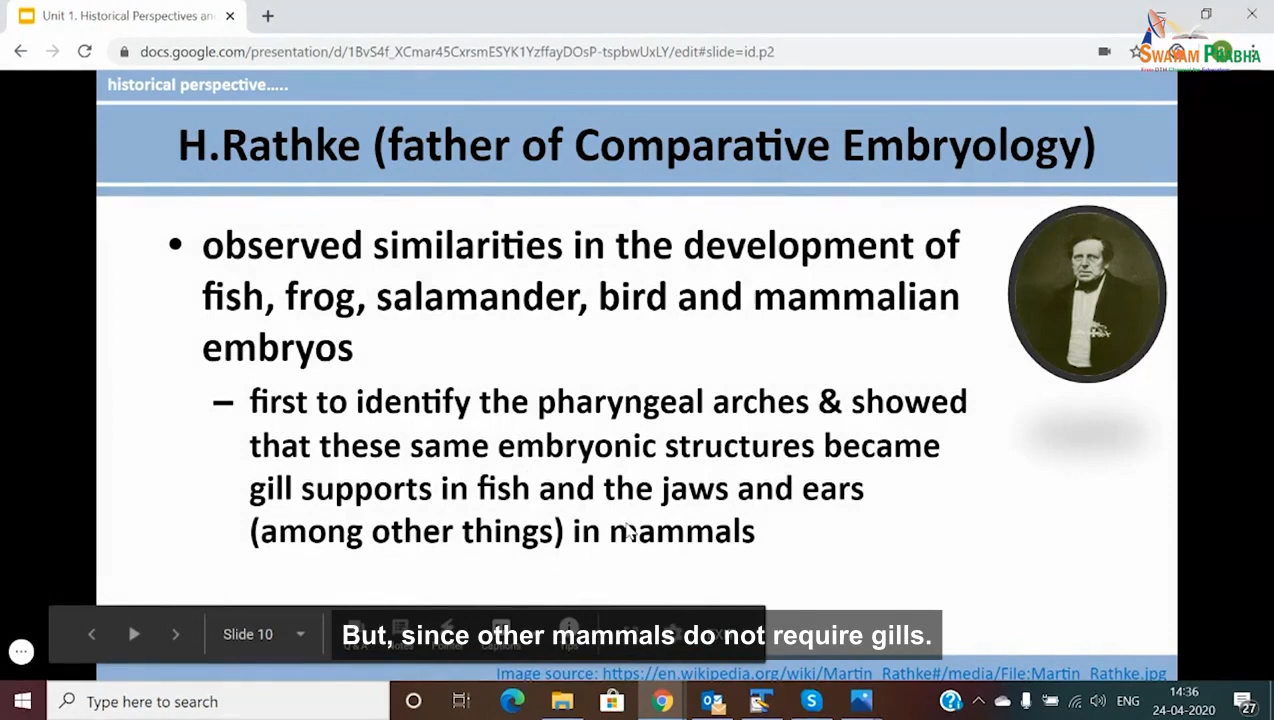 Unit 1. Historical Perspectives an
docs.google.com/presentation/d/1BvS4f_XCmar45CxrsmESYK1YzffayDOsP-tspbwUxLY/edit#slide=id.p2
SWAYAM PRABHA
historical perspective.....
H.Rathke (father of Comparative Embryology)
• observed similarities in the development of
fish, frog, salamander, bird and mammalian
embryos
– first to identify the pharyngeal arches & showed
that these same embryonic structures became
gill supports in fish and the jaws and ears
(among other things) in mammals
Slide 10
But, since other mammals do not require gills.
Image source: https://en.wikipedia.org/wiki/Martin_Rathke#/media/File:Martin_Rathke.jpg
Type here to search
ENG
14:36
24-04-2020
27